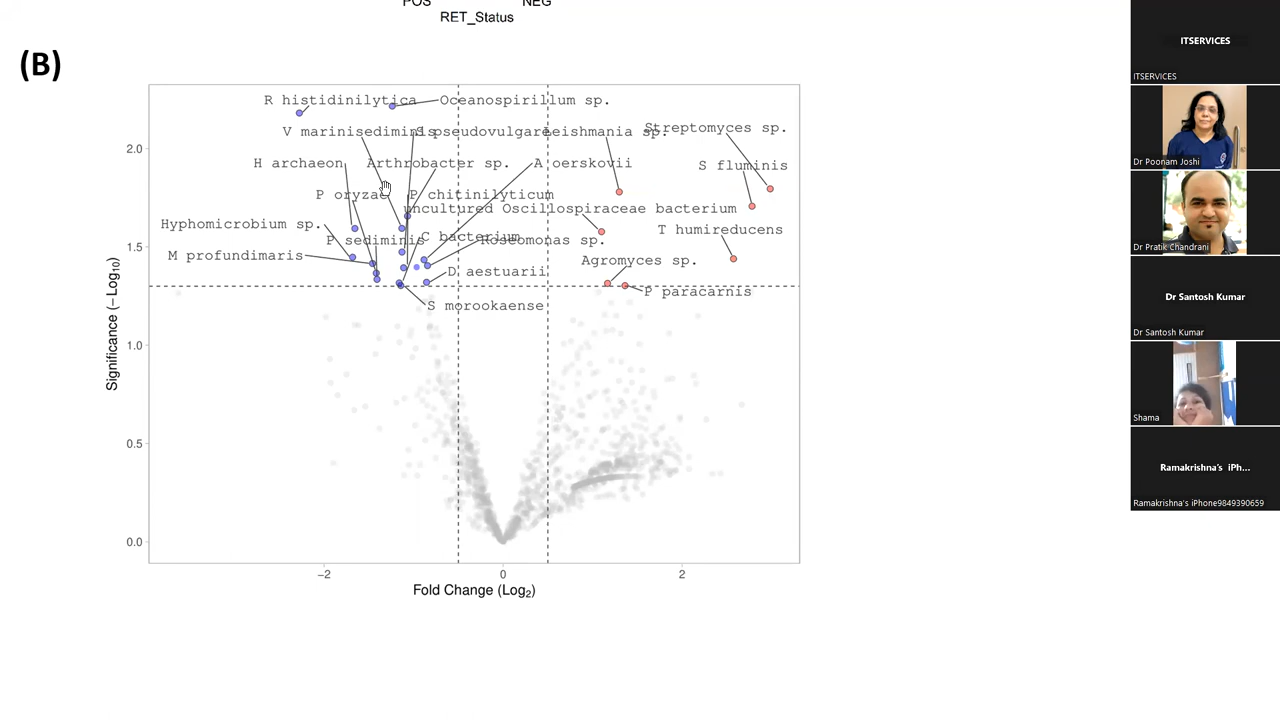 POS NEG
RET_Status
(B)
R histidinilytica
Oceanospirillum sp.
V marinisediminis
S pseudovulgare
Leishmania sp.
Streptomyces sp.
H archaeon
Arthrobacter sp.
A oerskovii
S fluminis
P oryzae
P chitinilyticum
uncultured Oscillospiraceae bacterium
Hyphomicrobium sp.
P sediminis
C bacterium
Roseomonas sp.
T humireducens
M profundimaris
D aestuarii
Agromyces sp.
S morookaense
P paracarnis
2.0
1.5
1.0
0.5
0.0
Significance (−Log10)
−2 0 2
Fold Change (Log2)
ITSERVICES
ITSERVICES
Dr Poonam Joshi
Dr Pratik Chandrani
Dr Santosh Kumar
Dr Santosh Kumar
Shama
Ramakrishna's iPh...
Ramakrishna's iPhone9849390659